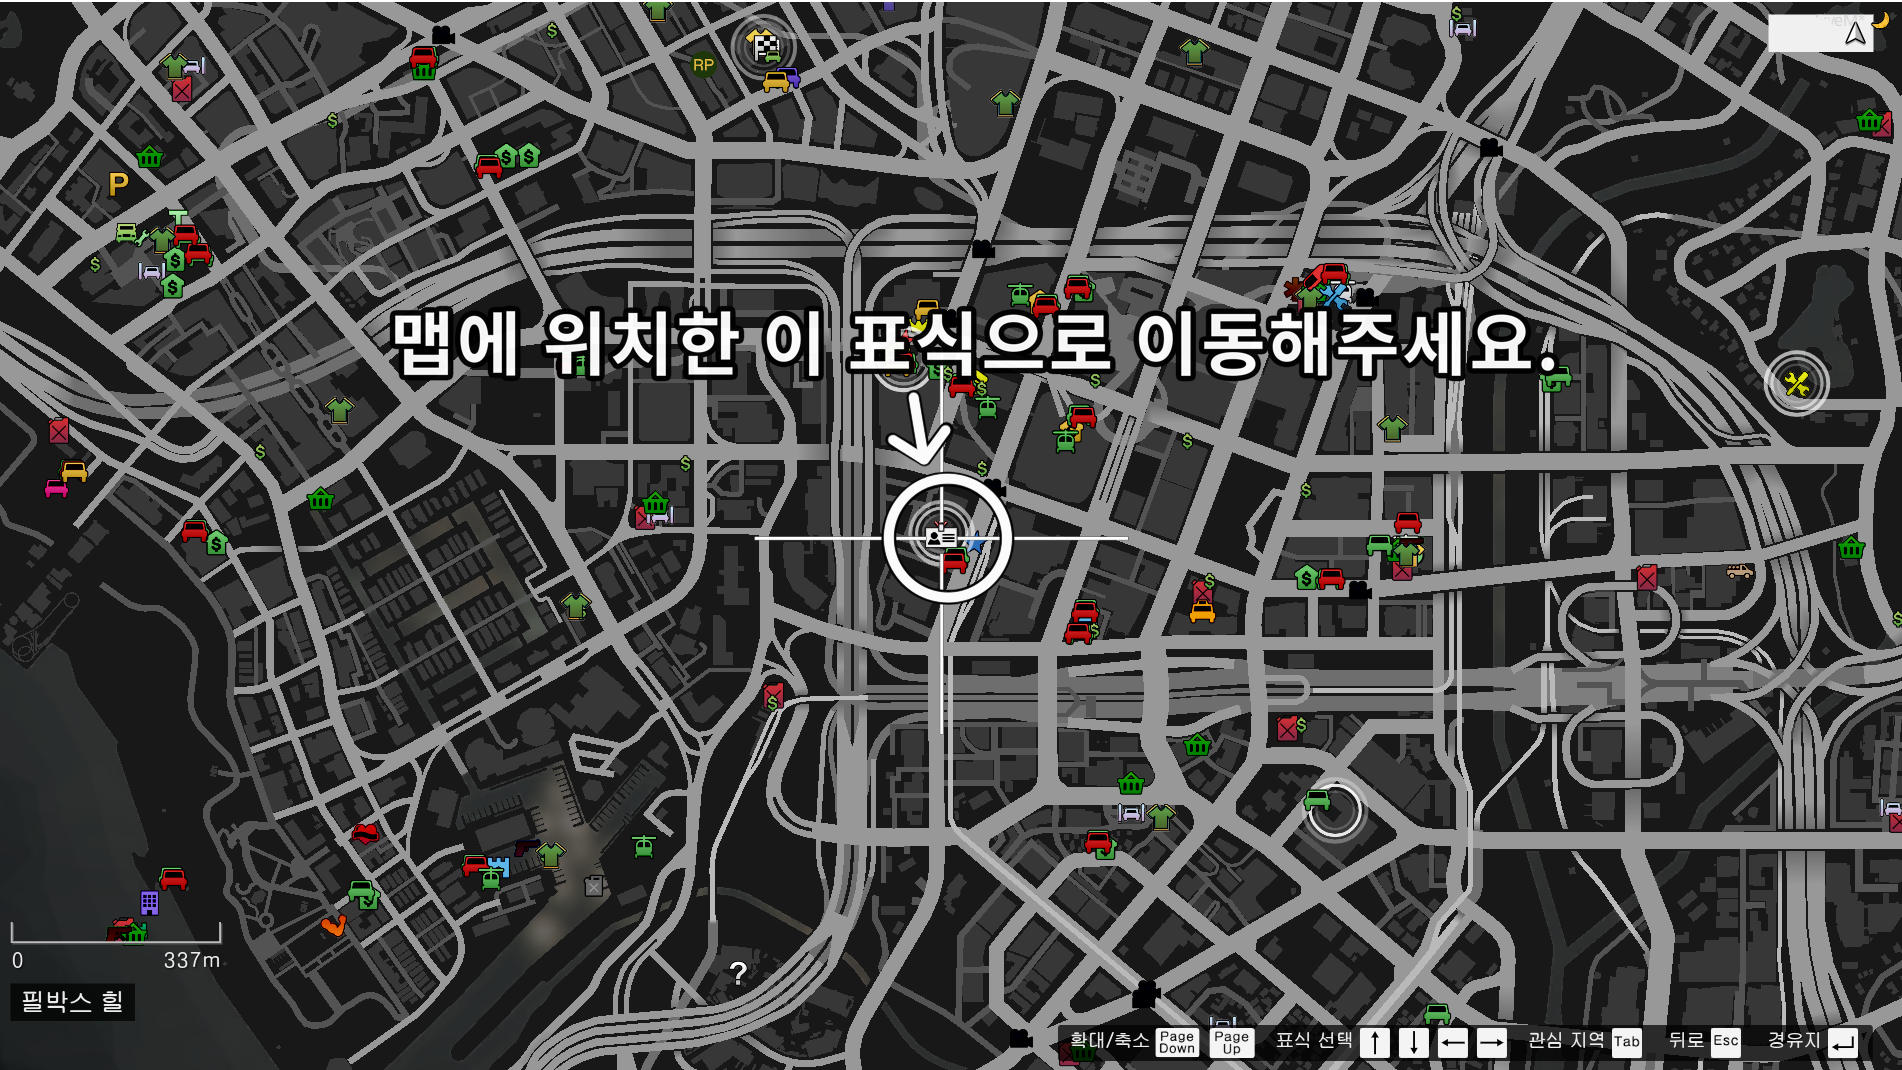 RP
P
맵에 위치한 이 표식으로 이동해주세요.
?
0 337m
필박스 힐
확대/축소 Page Down Page Up 표식 선택 ↑ ↓ ← → 관심 지역 Tab 뒤로 Esc 경유지